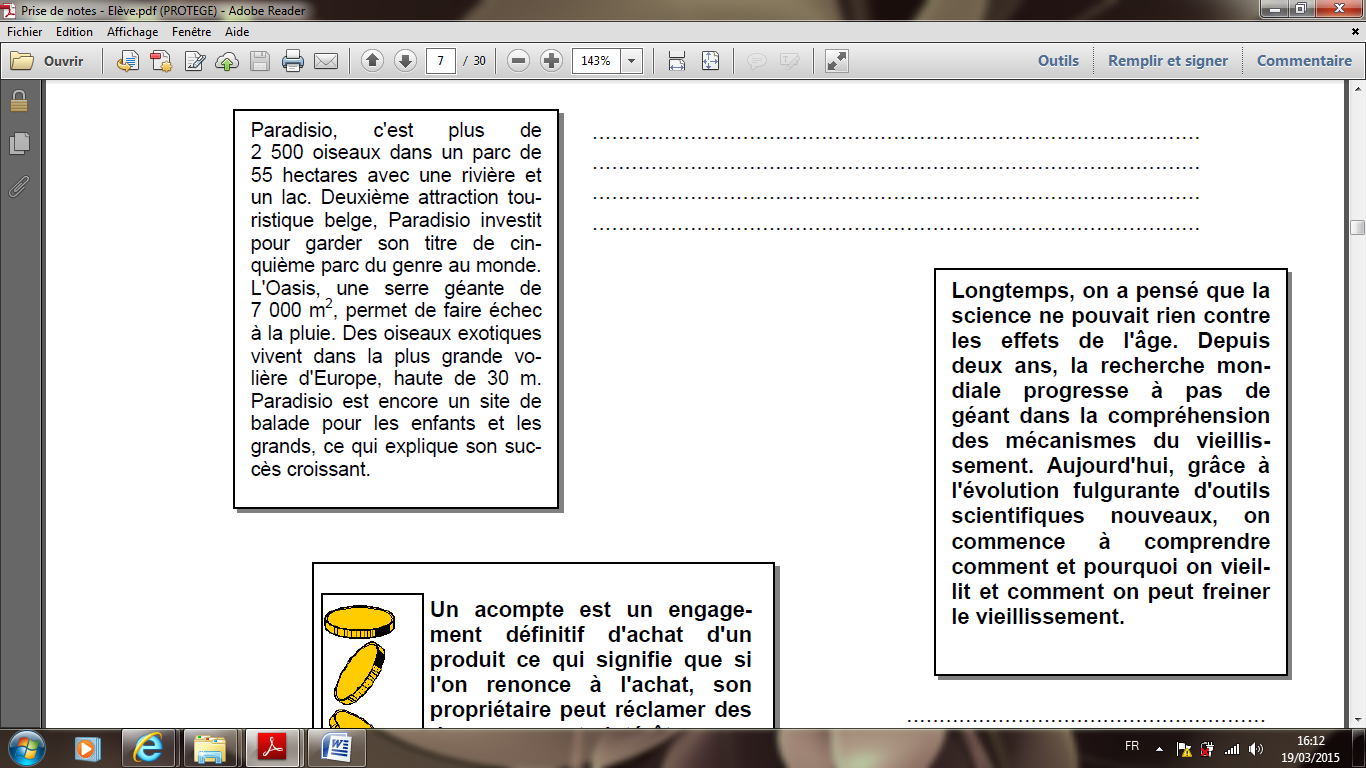 Prise de notes - Elève.pdf (PROTEGE) - Adobe Reader
Fichier Edition Affichage Fenêtre Aide
Ouvrir 7 / 30 143% Outils Remplir et signer Commentaire
Paradisio, c'est plus de
2 500 oiseaux dans un parc de
55 hectares avec une rivière et
un lac. Deuxième attraction tou-
ristique belge, Paradisio investit
pour garder son titre de cin-
quième parc du genre au monde.
L'Oasis, une serre géante de
7 000 m², permet de faire échec
à la pluie. Des oiseaux exotiques
vivent dans la plus grande vo-
lière d'Europe, haute de 30 m.
Paradisio est encore un site de
balade pour les enfants et les
grands, ce qui explique son suc-
cès croissant.
Longtemps, on a pensé que la
science ne pouvait rien contre
les effets de l'âge. Depuis
deux ans, la recherche mon-
diale progresse à pas de
géant dans la compréhension
des mécanismes du vieillis-
sement. Aujourd'hui, grâce à
l'évolution fulgurante d'outils
scientifiques nouveaux, on
commence à comprendre
comment et pourquoi on vieil-
lit et comment on peut freiner
le vieillissement.
Un acompte est un engage-
ment définitif d'achat d'un
produit ce qui signifie que si
l'on renonce à l'achat, son
propriétaire peut réclamer des
FR 16:12
19/03/2015